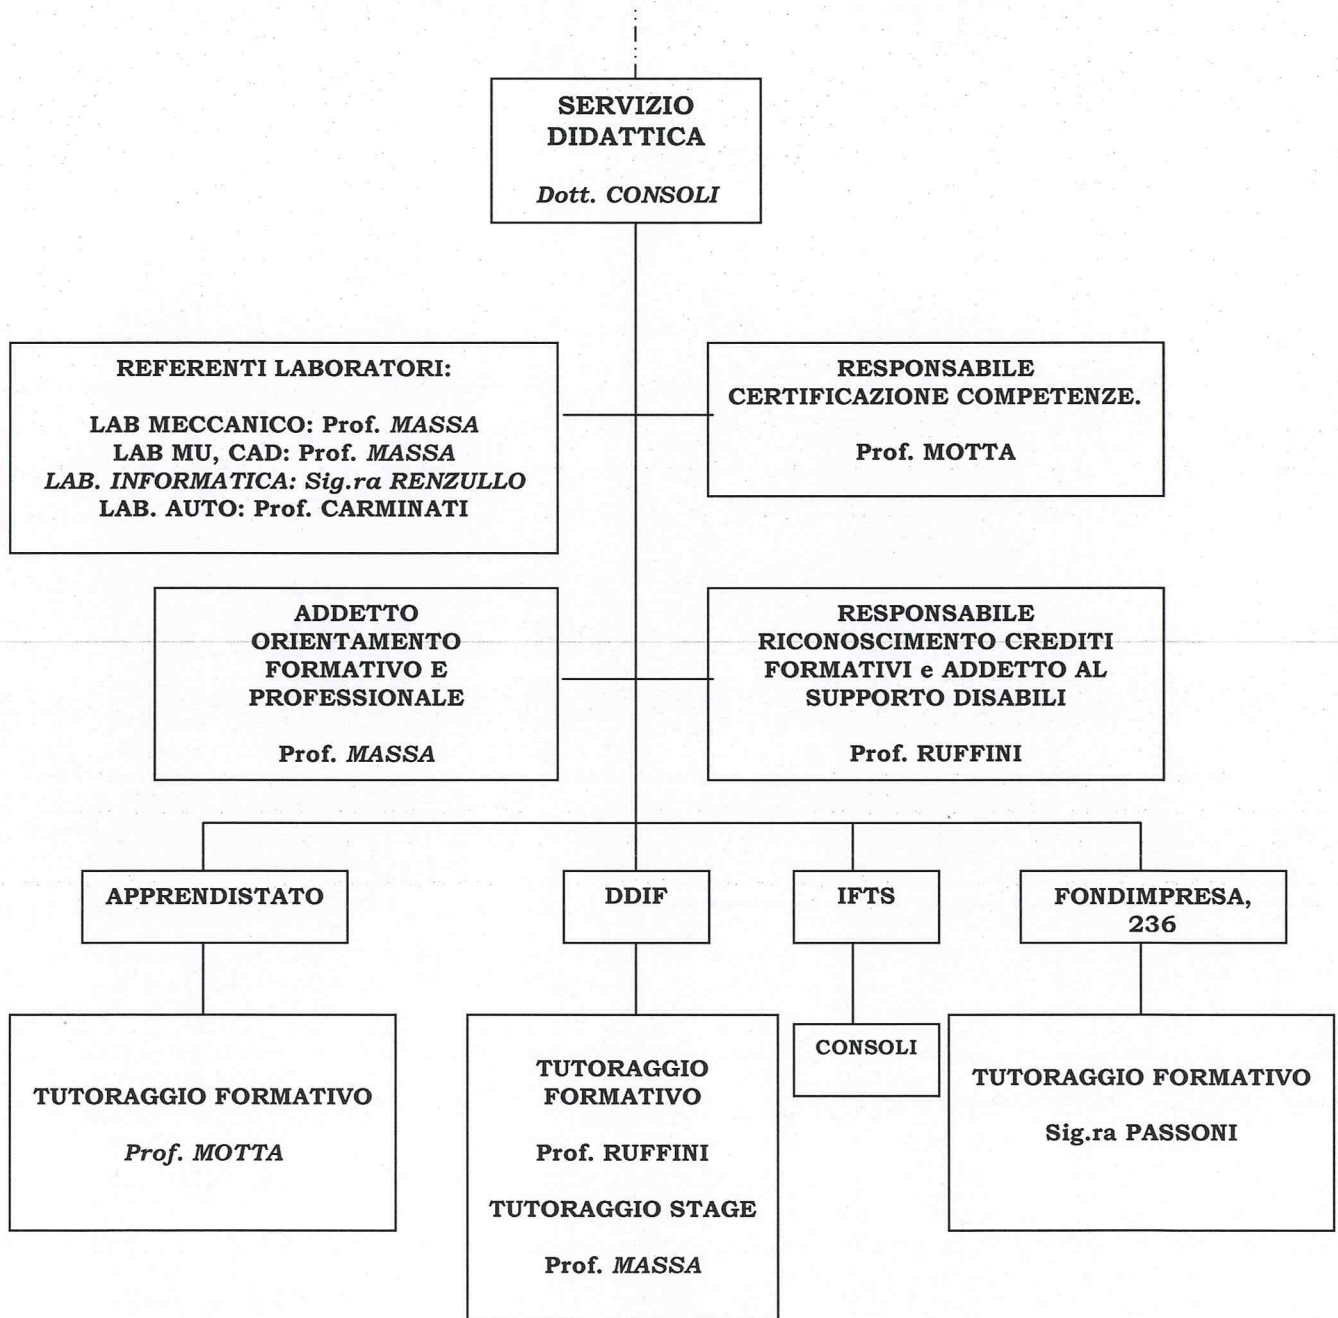 SERVIZIO
DIDATTICA
Dott. CONSOLI
REFERENTI LABORATORI:
LAB MECCANICO: Prof. MASSA
LAB MU, CAD: Prof. MASSA
LAB. INFORMATICA: Sig.ra RENZULLO
LAB. AUTO: Prof. CARMINATI
RESPONSABILE
CERTIFICAZIONE COMPETENZE.
Prof. MOTTA
ADDETTO
ORIENTAMENTO
FORMATIVO E
PROFESSIONALE
Prof. MASSA
RESPONSABILE
RICONOSCIMENTO CREDITI
FORMATIVI e ADDETTO AL
SUPPORTO DISABILI
Prof. RUFFINI
APPRENDISTATO
DDIF
IFTS
FONDIMPRESA,
236
TUTORAGGIO FORMATIVO
Prof. MOTTA
TUTORAGGIO
FORMATIVO
Prof. RUFFINI
TUTORAGGIO STAGE
Prof. MASSA
CONSOLI
TUTORAGGIO FORMATIVO
Sig.ra PASSONI